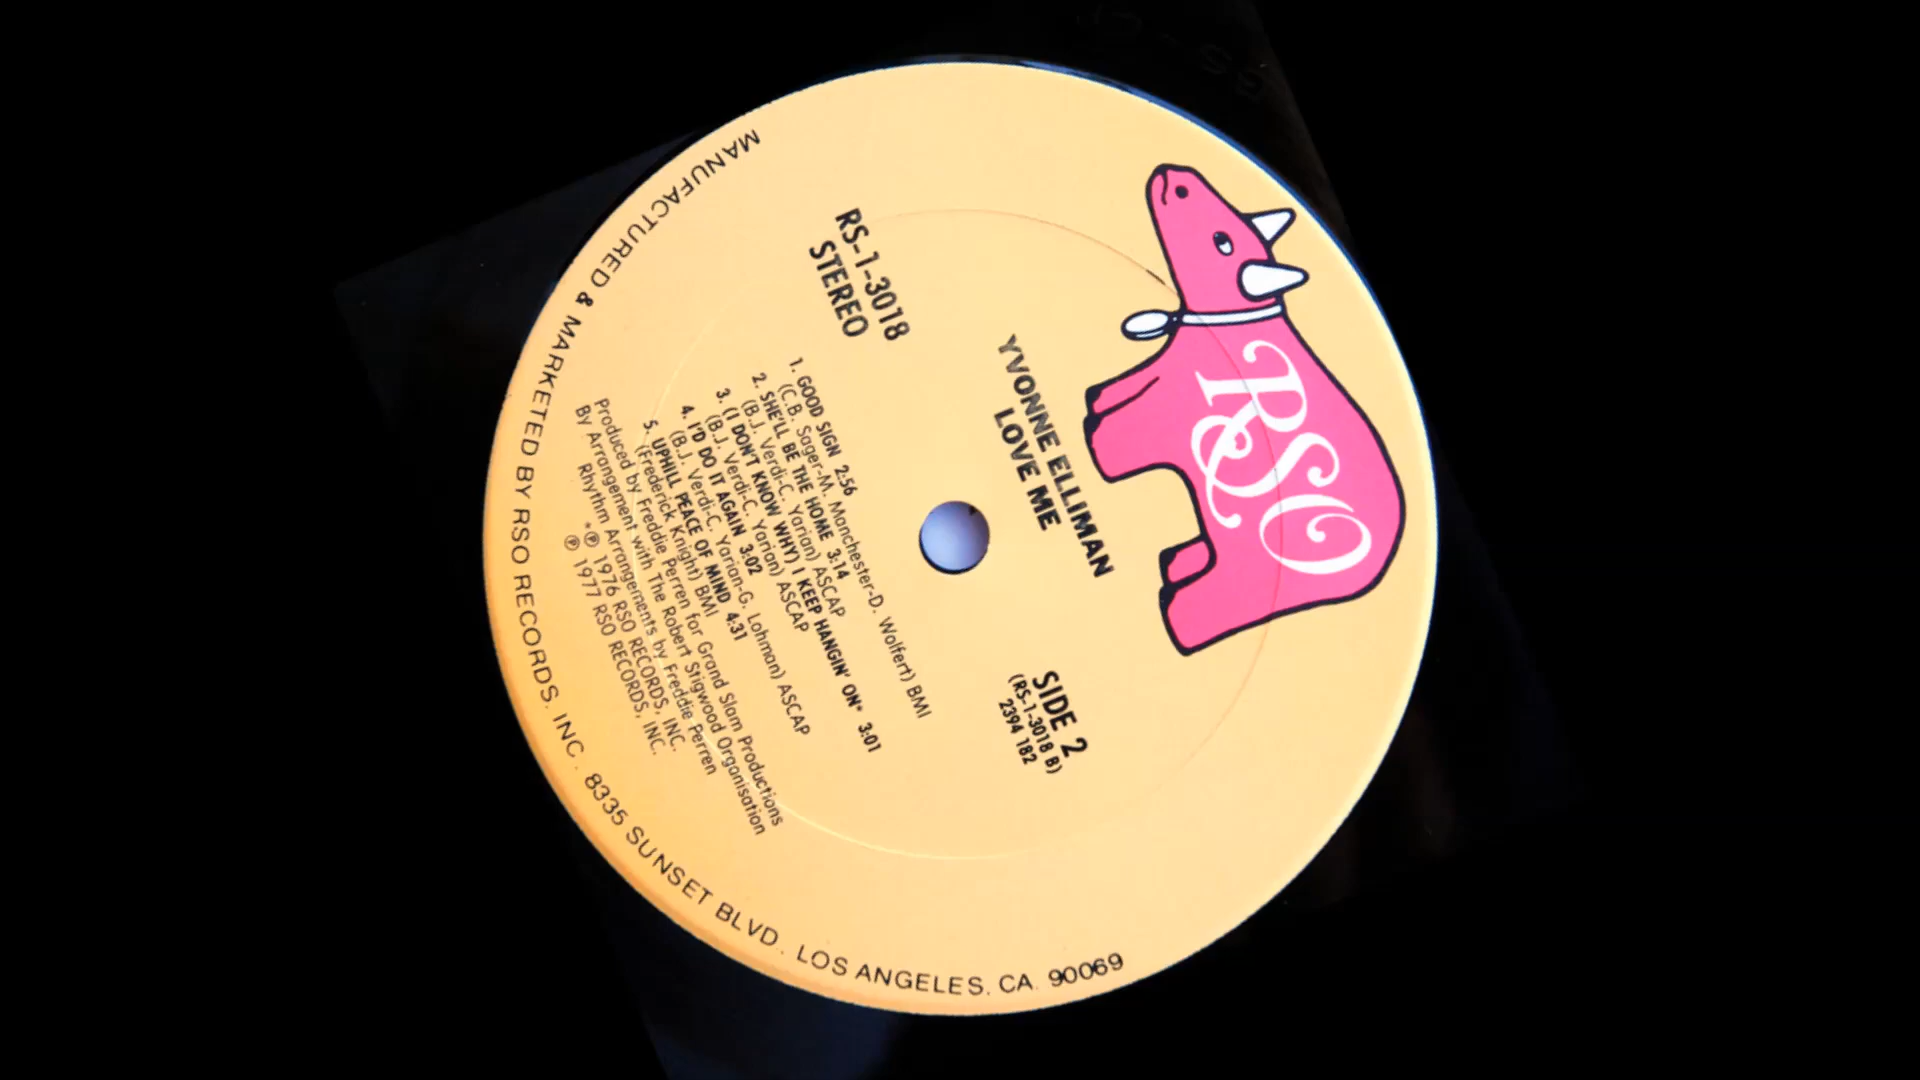 RSO
YVONNE ELLIMAN
LOVE ME
RS-1-3018
STEREO
SIDE 2
(RS-1-3018 B)
2394 182
1. GOOD SIGN 2:56
(C.B. Sager-M. Manchester-D. Wolfert) BMI
2. SHE'LL BE THE HOME 3:14
(B.J. Verdi-C. Yarian) ASCAP
3. (I DON'T KNOW WHY) I KEEP HANGIN' ON* 3:01
(B.J. Verdi-C. Yarian) ASCAP
4. I'D DO IT AGAIN 3:02
(B.J. Verdi-C. Yarian-G. Lohman) ASCAP
5. UPHILL PEACE OF MIND 4:31
(Frederick Knight) BMI
Produced by Freddie Perren for Grand Slam Productions
By Arrangement with The Robert Stigwood Organisation
Rhythm Arrangements by Freddie Perren
*℗ 1976 RSO RECORDS, INC.
℗ 1977 RSO RECORDS, INC.
MANUFACTURED & MARKETED BY RSO RECORDS, INC. 8335 SUNSET BLVD. LOS ANGELES. CA. 90069